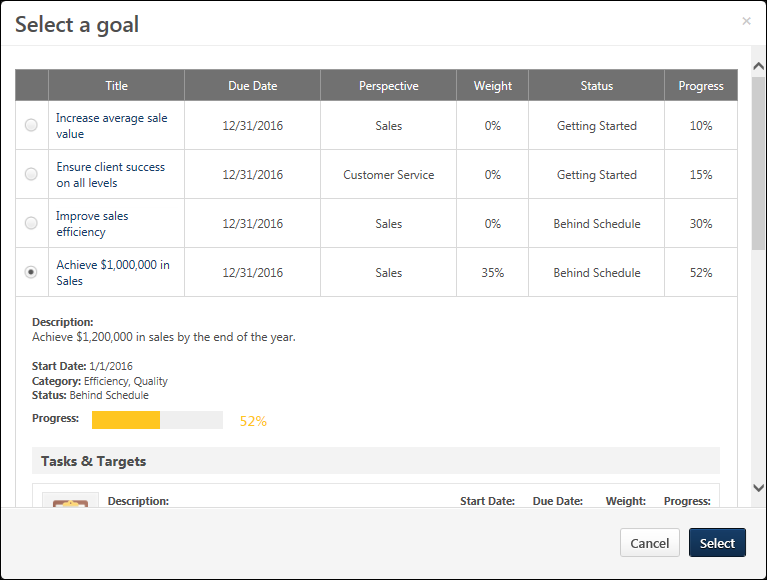 Select a goal
×
Title Due Date Perspective Weight Status Progress
Increase average sale
value
12/31/2016 Sales 0% Getting Started 10%
Ensure client success
on all levels
12/31/2016 Customer Service 0% Getting Started 15%
Improve sales
efficiency
12/31/2016 Sales 0% Behind Schedule 30%
Achieve $1,000,000 in
Sales
12/31/2016 Sales 35% Behind Schedule 52%
Description:
Achieve $1,200,000 in sales by the end of the year.
Start Date: 1/1/2016
Category: Efficiency, Quality
Status: Behind Schedule
Progress: 52%
Tasks & Targets
Description: Start Date: Due Date: Weight: Progress:
Cancel Select